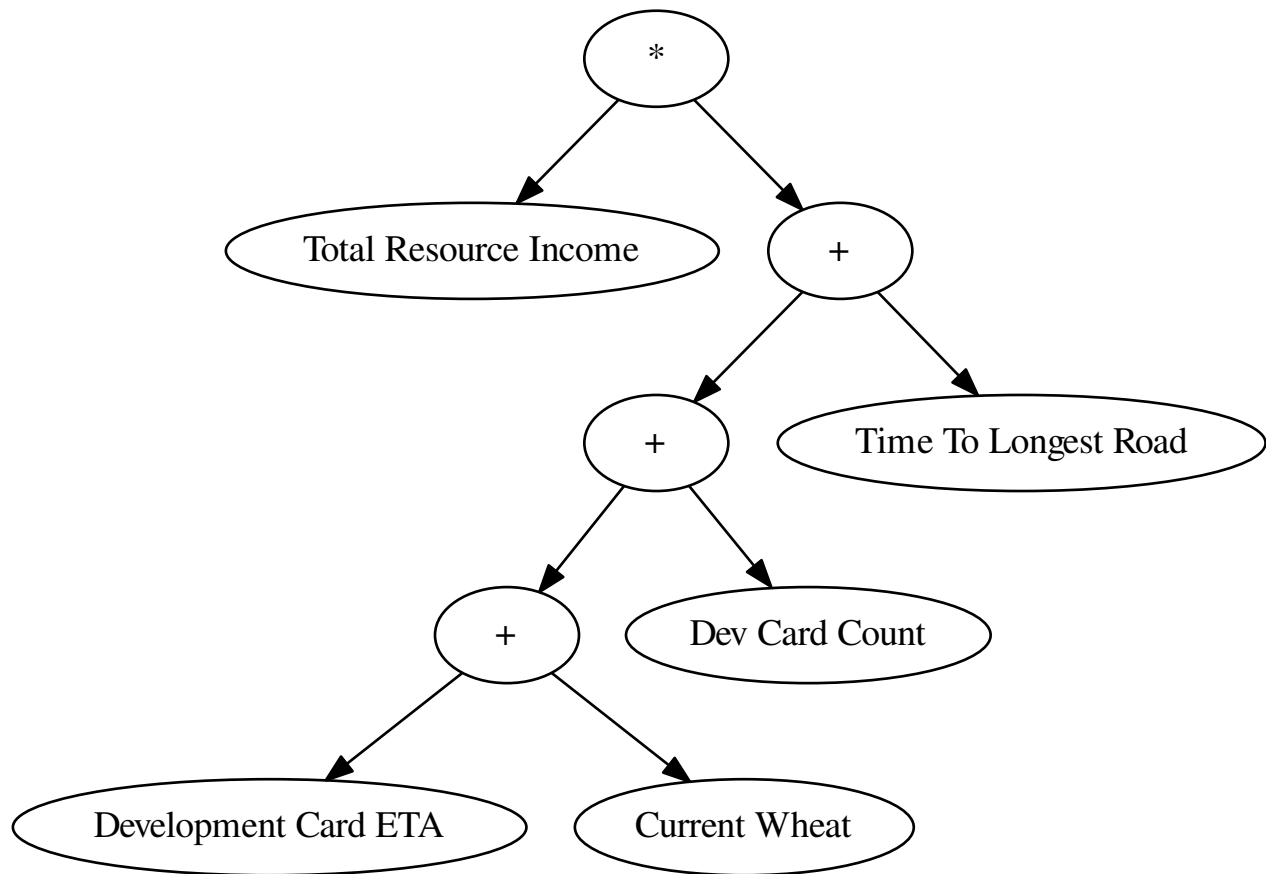 *
Total Resource Income
+
+
Time To Longest Road
+
Dev Card Count
Development Card ETA
Current Wheat